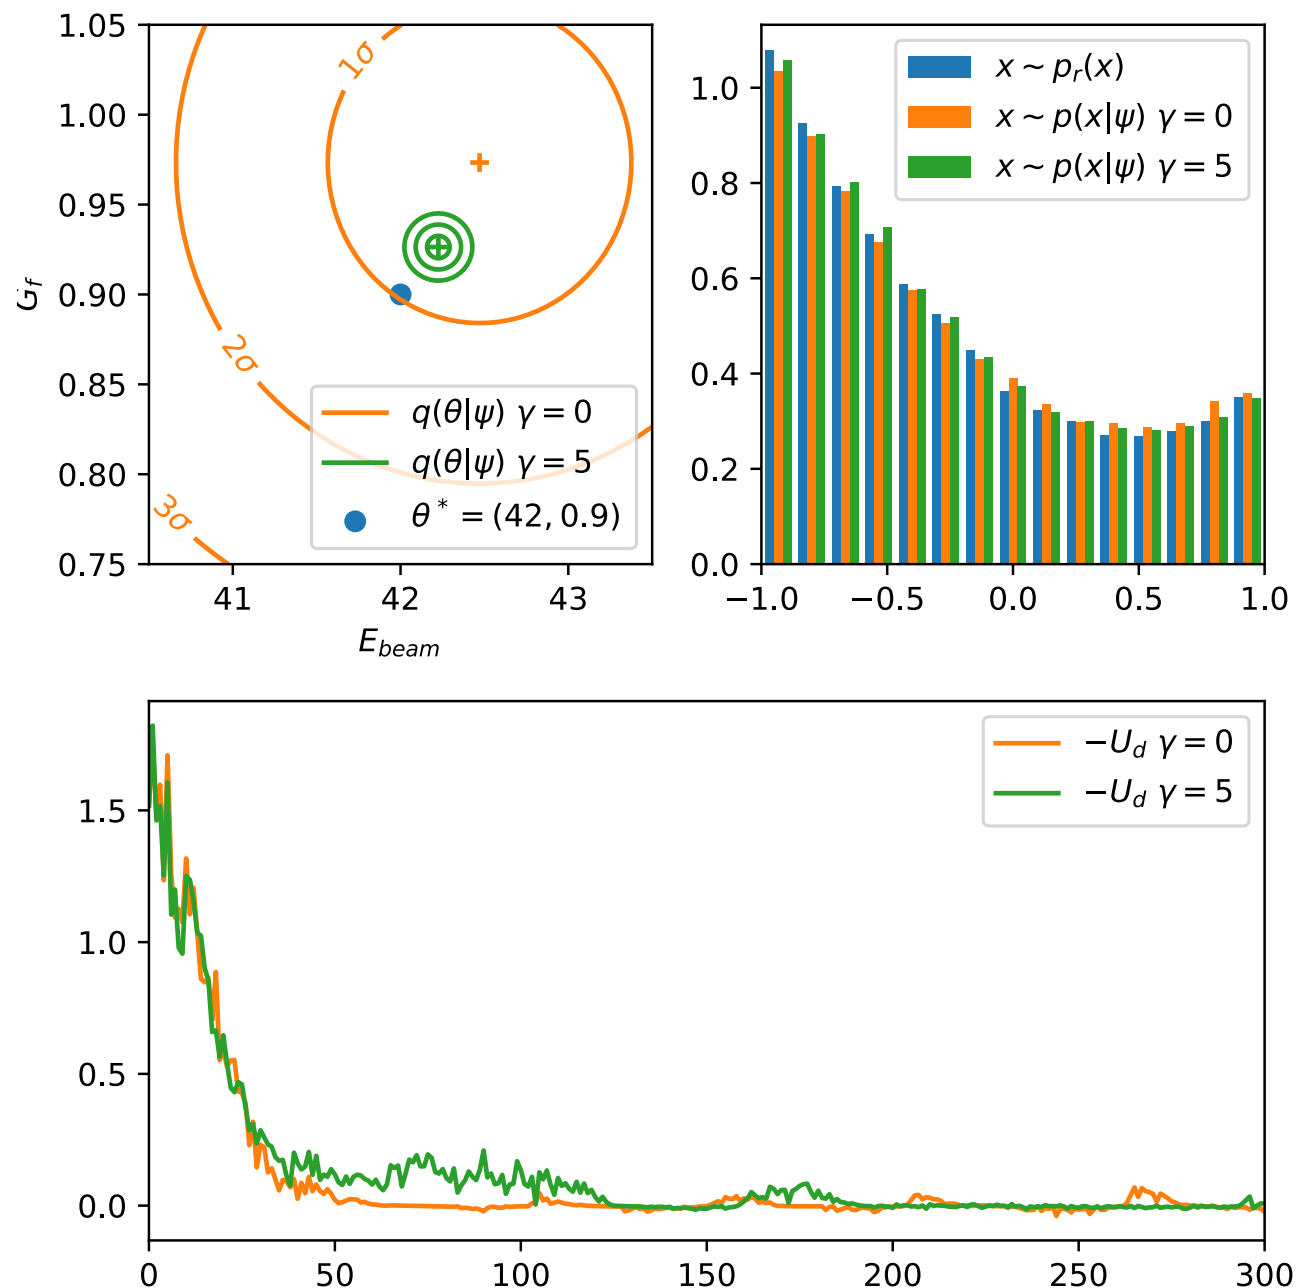 1.05
1.00
0.95
0.90
0.85
0.80
0.75
G_f
1σ
2σ
3σ
q(θ|ψ) γ = 0
q(θ|ψ) γ = 5
θ* = (42, 0.9)
41 42 43
E_beam
1.0
0.8
0.6
0.4
0.2
0.0
x ~ p_r(x)
x ~ p(x|ψ) γ = 0
x ~ p(x|ψ) γ = 5
−1.0 −0.5 0.0 0.5 1.0
1.5
1.0
0.5
0.0
−U_d γ = 0
−U_d γ = 5
0 50 100 150 200 250 300